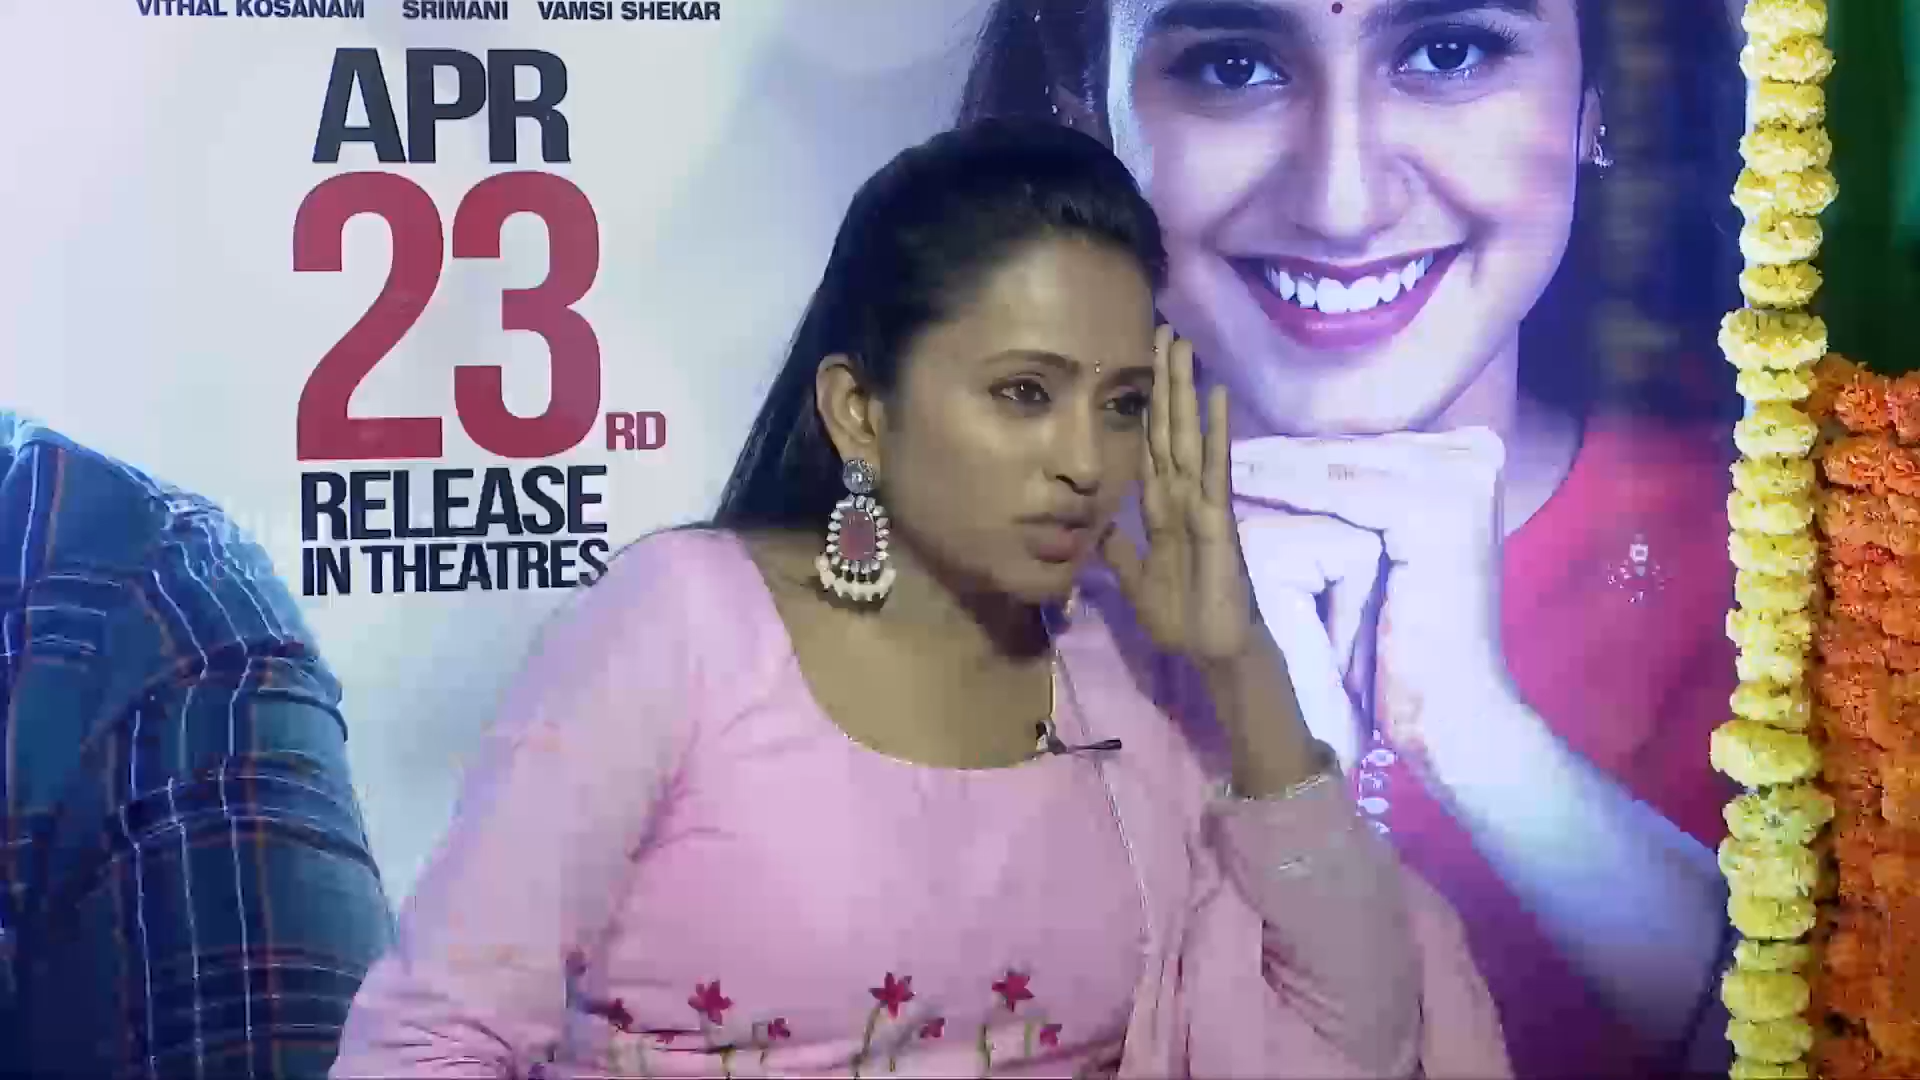 VITHAL KOSANAM SRIMANI VAMSI SHEKAR
APR
23RD
RELEASE
IN THEATRES